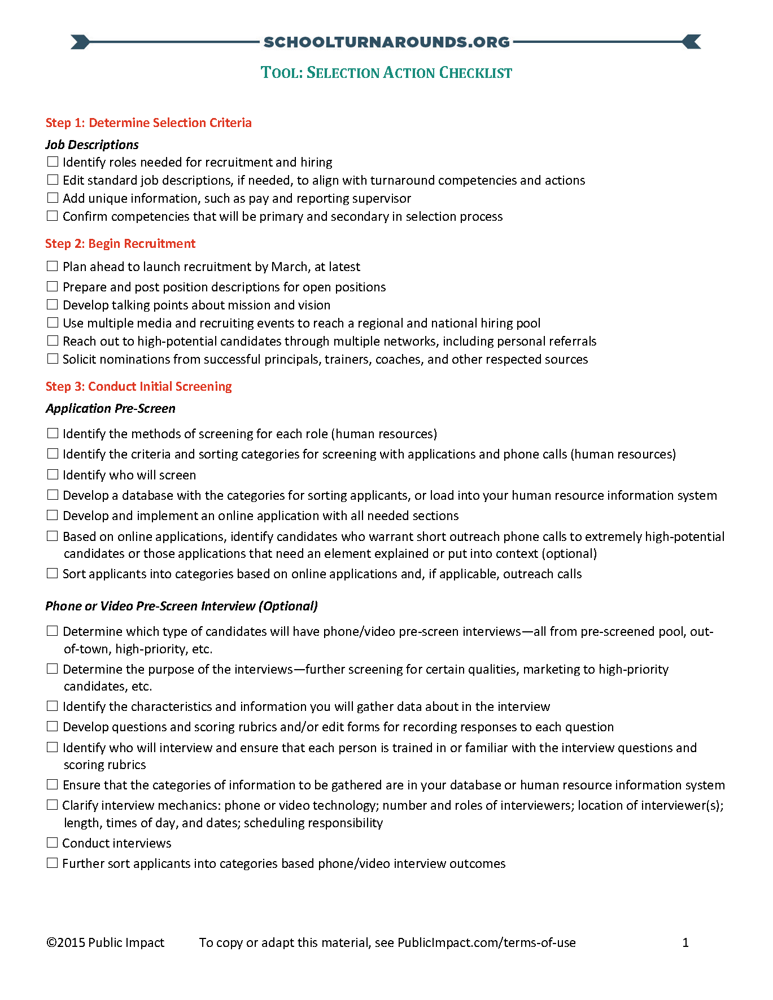 SCHOOLTURNAROUNDS.ORG
TOOL: SELECTION ACTION CHECKLIST
Step 1: Determine Selection Criteria
Job Descriptions
☐ Identify roles needed for recruitment and hiring
☐ Edit standard job descriptions, if needed, to align with turnaround competencies and actions
☐ Add unique information, such as pay and reporting supervisor
☐ Confirm competencies that will be primary and secondary in selection process
Step 2: Begin Recruitment
☐ Plan ahead to launch recruitment by March, at latest
☐ Prepare and post position descriptions for open positions
☐ Develop talking points about mission and vision
☐ Use multiple media and recruiting events to reach a regional and national hiring pool
☐ Reach out to high-potential candidates through multiple networks, including personal referrals
☐ Solicit nominations from successful principals, trainers, coaches, and other respected sources
Step 3: Conduct Initial Screening
Application Pre-Screen
☐ Identify the methods of screening for each role (human resources)
☐ Identify the criteria and sorting categories for screening with applications and phone calls (human resources)
☐ Identify who will screen
☐ Develop a database with the categories for sorting applicants, or load into your human resource information system
☐ Develop and implement an online application with all needed sections
☐ Based on online applications, identify candidates who warrant short outreach phone calls to extremely high-potential
candidates or those applications that need an element explained or put into context (optional)
☐ Sort applicants into categories based on online applications and, if applicable, outreach calls
Phone or Video Pre-Screen Interview (Optional)
☐ Determine which type of candidates will have phone/video pre-screen interviews—all from pre-screened pool, out-
of-town, high-priority, etc.
☐ Determine the purpose of the interviews—further screening for certain qualities, marketing to high-priority
candidates, etc.
☐ Identify the characteristics and information you will gather data about in the interview
☐ Develop questions and scoring rubrics and/or edit forms for recording responses to each question
☐ Identify who will interview and ensure that each person is trained in or familiar with the interview questions and
scoring rubrics
☐ Ensure that the categories of information to be gathered are in your database or human resource information system
☐ Clarify interview mechanics: phone or video technology; number and roles of interviewers; location of interviewer(s);
length, times of day, and dates; scheduling responsibility
☐ Conduct interviews
☐ Further sort applicants into categories based phone/video interview outcomes
©2015 Public Impact To copy or adapt this material, see PublicImpact.com/terms-of-use 1